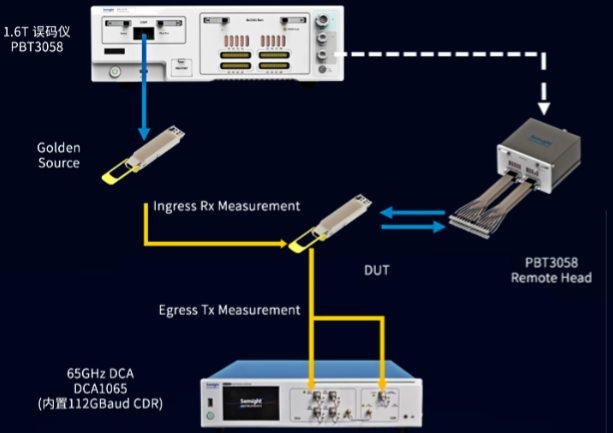 1.6T 误码仪
PBT3058
Golden
Source
Ingress Rx Measurement
DUT
PBT3058
Remote Head
Egress Tx Measurement
65GHz DCA
DCA1065
(内置112GBaud CDR)
Semight
Semight